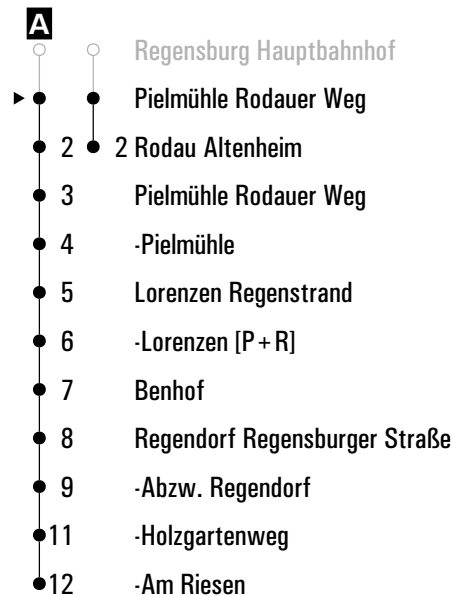 A
Regensburg Hauptbahnhof
Pielmühle Rodauer Weg
2 2 Rodau Altenheim
3 Pielmühle Rodauer Weg
4 -Pielmühle
5 Lorenzen Regenstrand
6 -Lorenzen [P+R]
7 Benhof
8 Regendorf Regensburger Straße
9 -Abzw. Regendorf
11 -Holzgartenweg
12 -Am Riesen